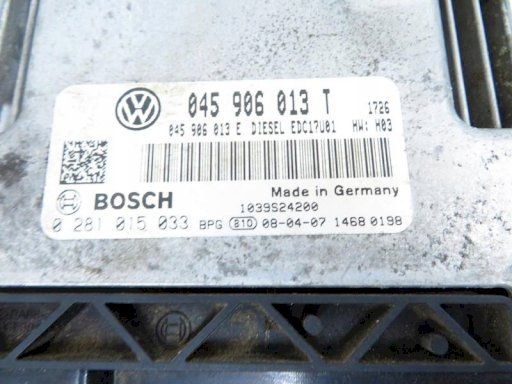 045 906 013 T 1726
045 906 013 E DIESEL EDC17U01 HW: H03
BOSCH
Made in Germany
1039S24200
0 281 015 033 BPG 810 08-04-07 1468 0198